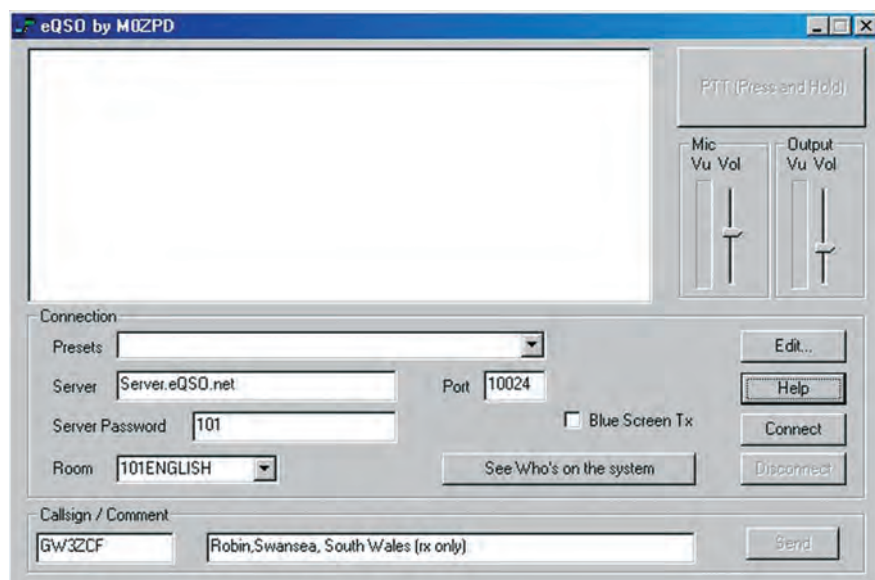 eQSO by M0ZPD
PTT (Press and Hold)
Mic
Vu Vol
Output
Vu Vol
Connection
Presets
Edit...
Server Server.eQSO.net Port 10024
Help
Server Password 101
Blue Screen Tx
Connect
Room 101ENGLISH
See Who's on the system
Disconnect
Callsign / Comment
GW3ZCF
Robin,Swansea, South Wales (rx only)
Send